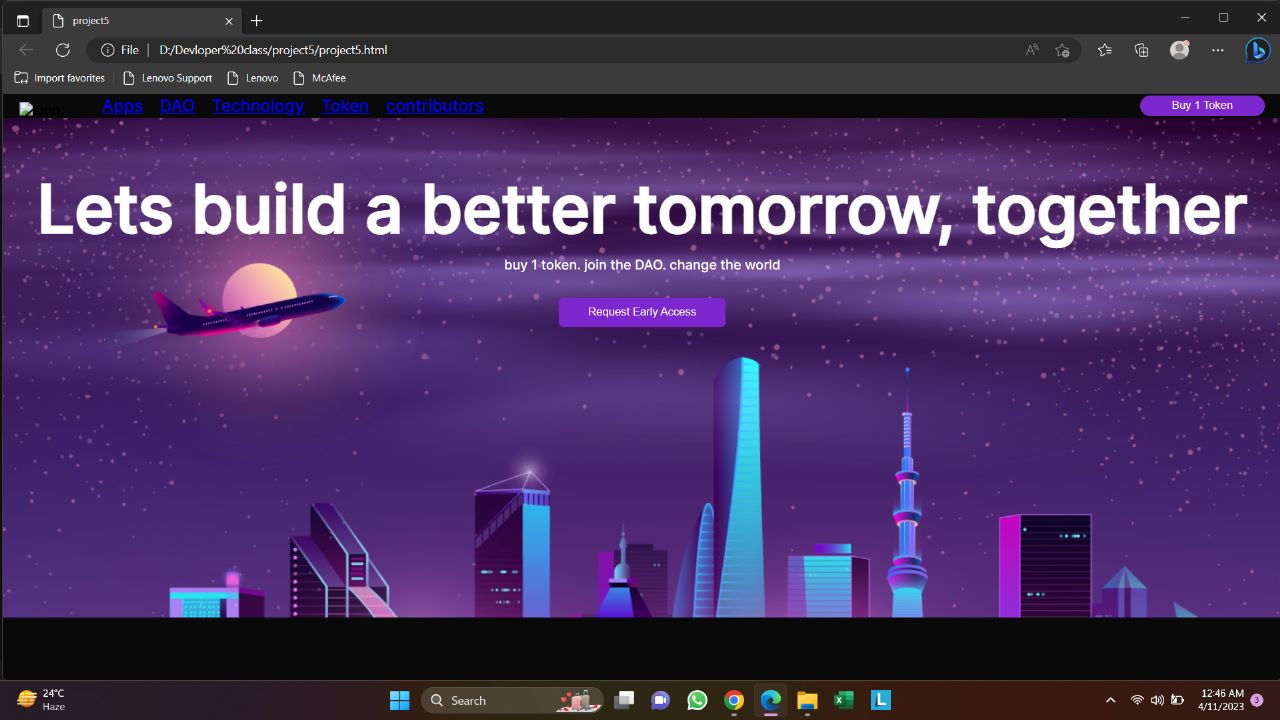 project5
File | D:/Devloper%20class/project5/project5.html
Import favorites Lenovo Support Lenovo McAfee
Apps DAO Technology Token contributors Buy 1 Token
Lets build a better tomorrow, together
buy 1 token. join the DAO. change the world
Request Early Access
24°C
Haze
Search
12:46 AM
4/11/2023
3